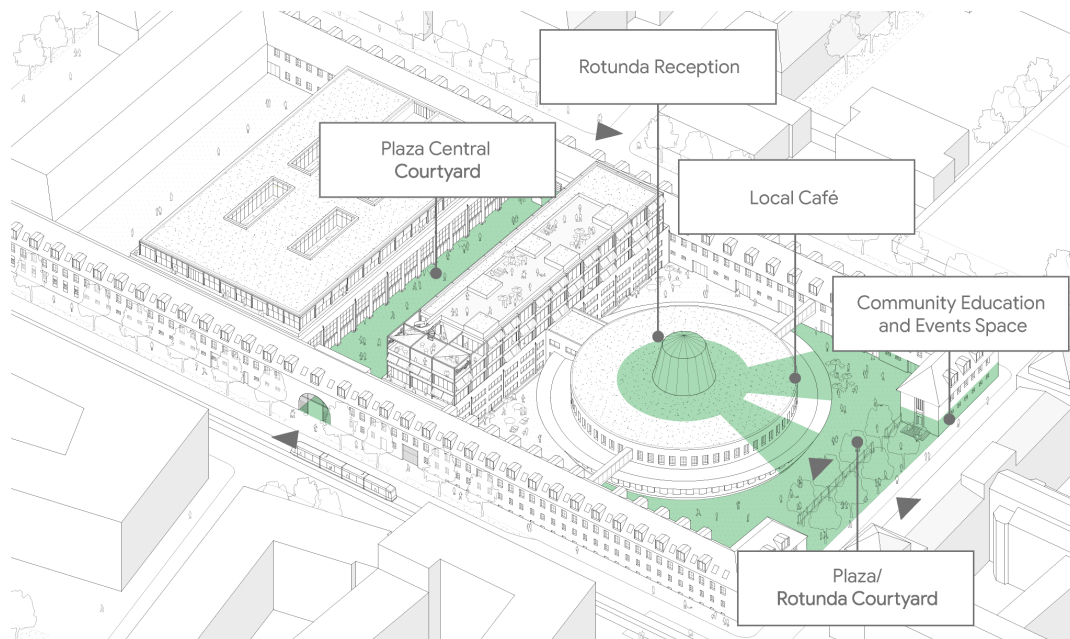 Rotunda Reception
Plaza Central
Courtyard
Local Café
Community Education
and Events Space
Plaza/
Rotunda Courtyard